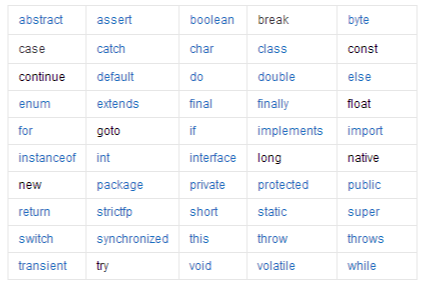 abstract assert boolean break byte
case catch char class const
continue default do double else
enum extends final finally float
for goto if implements import
instanceof int interface long native
new package private protected public
return strictfp short static super
switch synchronized this throw throws
transient try void volatile while